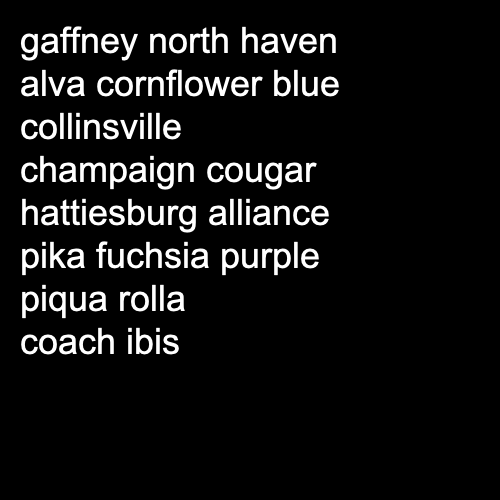 gaffney north haven
alva cornflower blue
collinsville
champaign cougar
hattiesburg alliance
pika fuchsia purple
piqua rolla
coach ibis